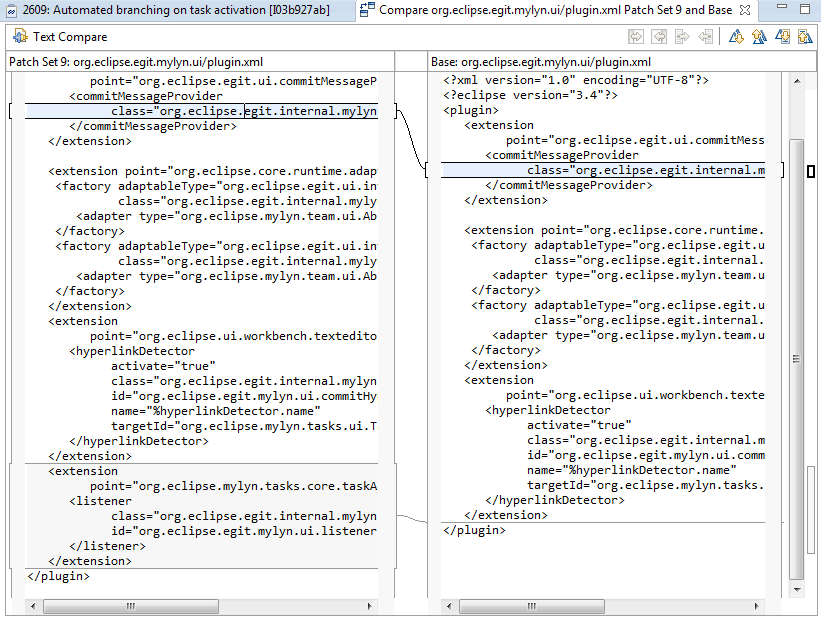 2609: Automated branching on task activation [I03b927ab]
Compare org.eclipse.egit.mylyn.ui/plugin.xml Patch Set 9 and Base
Text Compare
Patch Set 9: org.eclipse.egit.mylyn.ui/plugin.xml
point="org.eclipse.egit.ui.commitMessageP
<commitMessageProvider
class="org.eclipse.egit.internal.mylyn
</commitMessageProvider>
</extension>
<extension point="org.eclipse.core.runtime.adap
<factory adaptableType="org.eclipse.egit.ui.in
class="org.eclipse.egit.internal.myly
<adapter type="org.eclipse.mylyn.team.ui.Ab
</factory>
<factory adaptableType="org.eclipse.egit.ui.in
class="org.eclipse.egit.internal.myly
<adapter type="org.eclipse.mylyn.team.ui.Ab
</factory>
</extension>
<extension
point="org.eclipse.ui.workbench.textedito
<hyperlinkDetector
activate="true"
class="org.eclipse.egit.internal.mylyn
id="org.eclipse.egit.mylyn.ui.commitHy
name="%hyperlinkDetector.name"
targetId="org.eclipse.mylyn.tasks.ui.T
</hyperlinkDetector>
</extension>
<extension
point="org.eclipse.mylyn.tasks.core.taskA
<listener
class="org.eclipse.egit.internal.mylyn
id="org.eclipse.egit.mylyn.ui.listener
</listener>
</extension>
</plugin>
Base: org.eclipse.egit.mylyn.ui/plugin.xml
<?xml version="1.0" encoding="UTF-8"?>
<?eclipse version="3.4"?>
<plugin>
<extension
point="org.eclipse.egit.ui.commitMess
<commitMessageProvider
class="org.eclipse.egit.internal.m
</commitMessageProvider>
</extension>
<extension point="org.eclipse.core.runtime.
<factory adaptableType="org.eclipse.egit.u
class="org.eclipse.egit.internal.
<adapter type="org.eclipse.mylyn.team.u
</factory>
<factory adaptableType="org.eclipse.egit.u
class="org.eclipse.egit.internal.
<adapter type="org.eclipse.mylyn.team.u
</factory>
</extension>
<extension
point="org.eclipse.ui.workbench.texte
<hyperlinkDetector
activate="true"
class="org.eclipse.egit.internal.m
id="org.eclipse.egit.mylyn.ui.comm
name="%hyperlinkDetector.name"
targetId="org.eclipse.mylyn.tasks.
</hyperlinkDetector>
</extension>
</plugin>